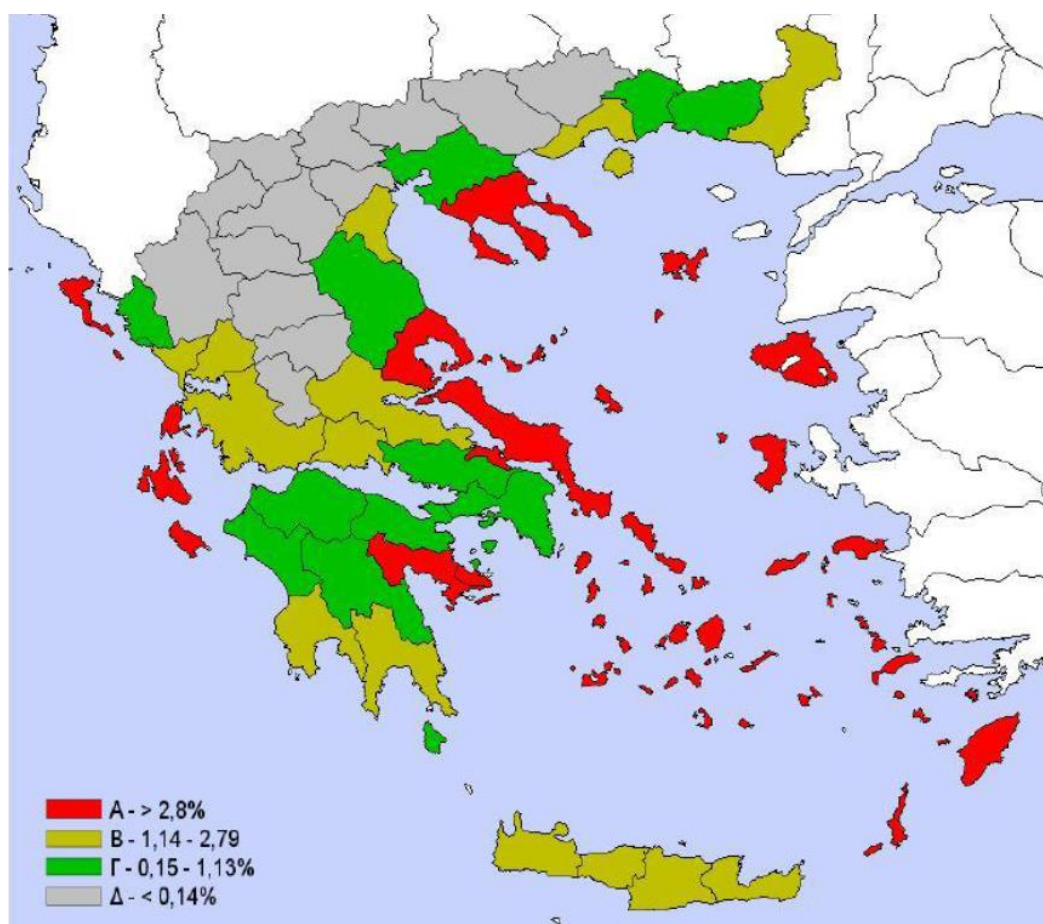 Α - > 2,8%
Β - 1,14 - 2,79
Γ - 0,15 - 1,13%
Δ - < 0,14%